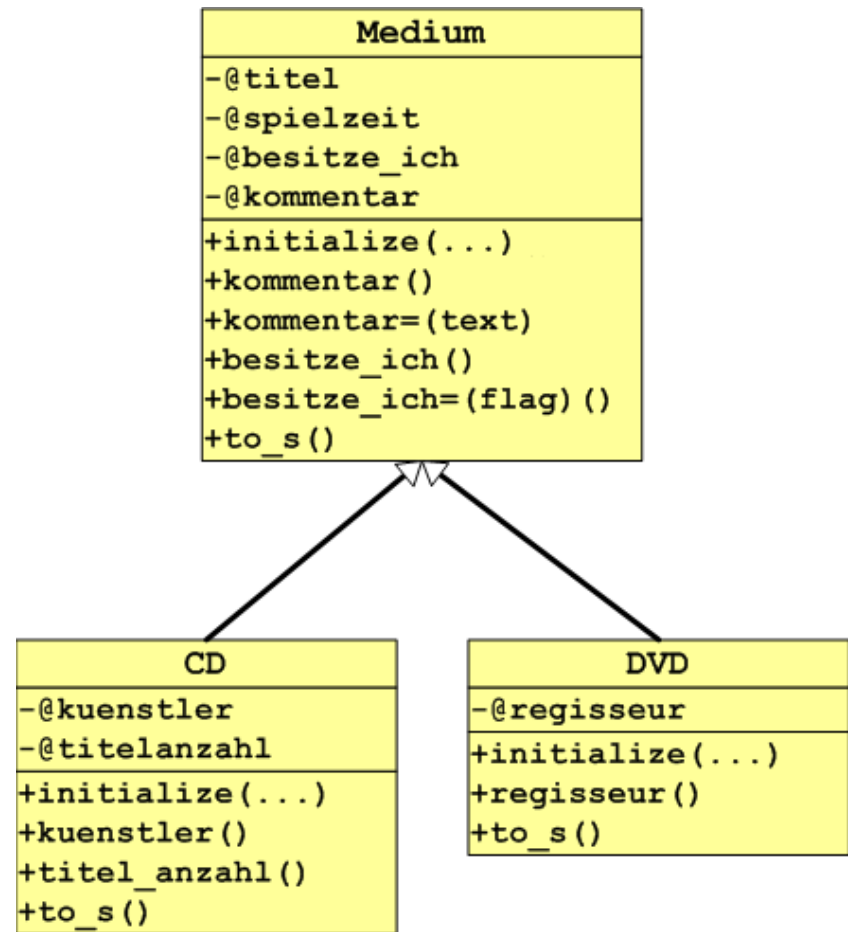 Medium
-@titel
-@spielzeit
-@besitze_ich
-@kommentar
+initialize(...)
+kommentar()
+kommentar=(text)
+besitze_ich()
+besitze_ich=(flag)()
+to_s()
CD
-@kuenstler
-@titelanzahl
+initialize(...)
+kuenstler()
+titel_anzahl()
+to_s()
DVD
-@regisseur
+initialize(...)
+regisseur()
+to_s()